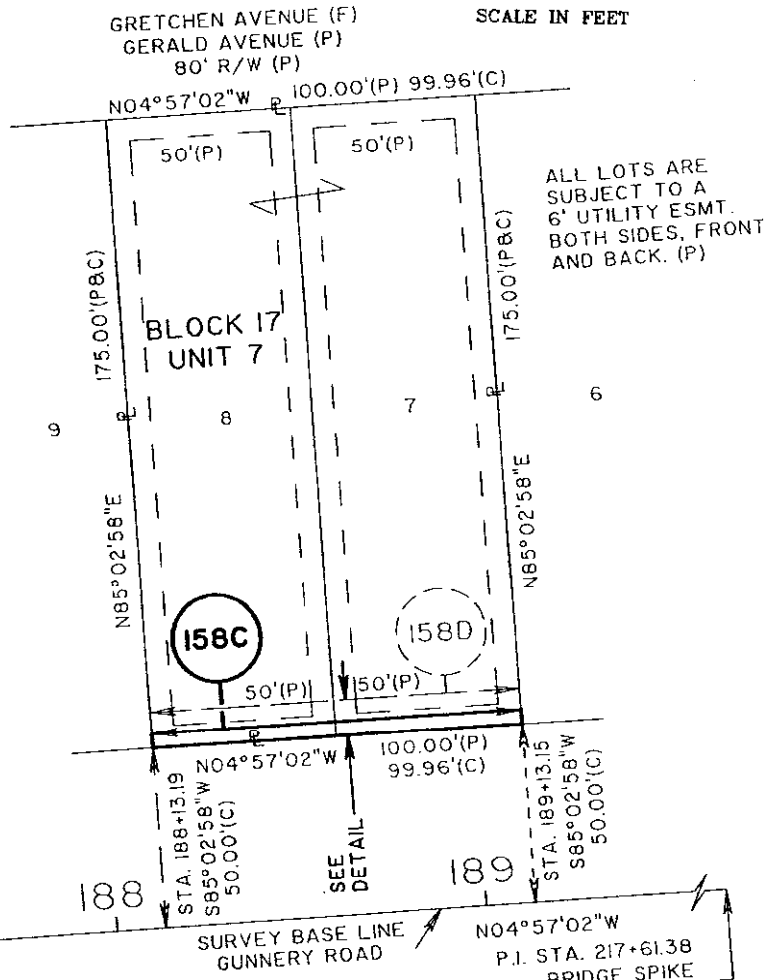 GRETCHEN AVENUE (F)
GERALD AVENUE (P)
80' R/W (P)
SCALE IN FEET
N04°57'02"W
100.00'(P) 99.96'(C)
50'(P)
50'(P)
ALL LOTS ARE
SUBJECT TO A
6' UTILITY ESMT.
BOTH SIDES, FRONT
AND BACK. (P)
175.00'(P&C)
175.00'(P&C)
BLOCK 17
UNIT 7
9
8
7
6
N85°02'58"E
N85°02'58"E
158C
158D
50'(P)
50'(P)
N04°57'02"W
100.00'(P)
99.96'(C)
STA. 188+13.19
S85°02'58"W
50.00'(C)
SEE
DETAIL
STA. 189+13.15
S85°02'58"W
50.00'(C)
188
189
SURVEY BASE LINE
GUNNERY ROAD
N04°57'02"W
P.I. STA. 217+61.38
BRIDGE SPIKE